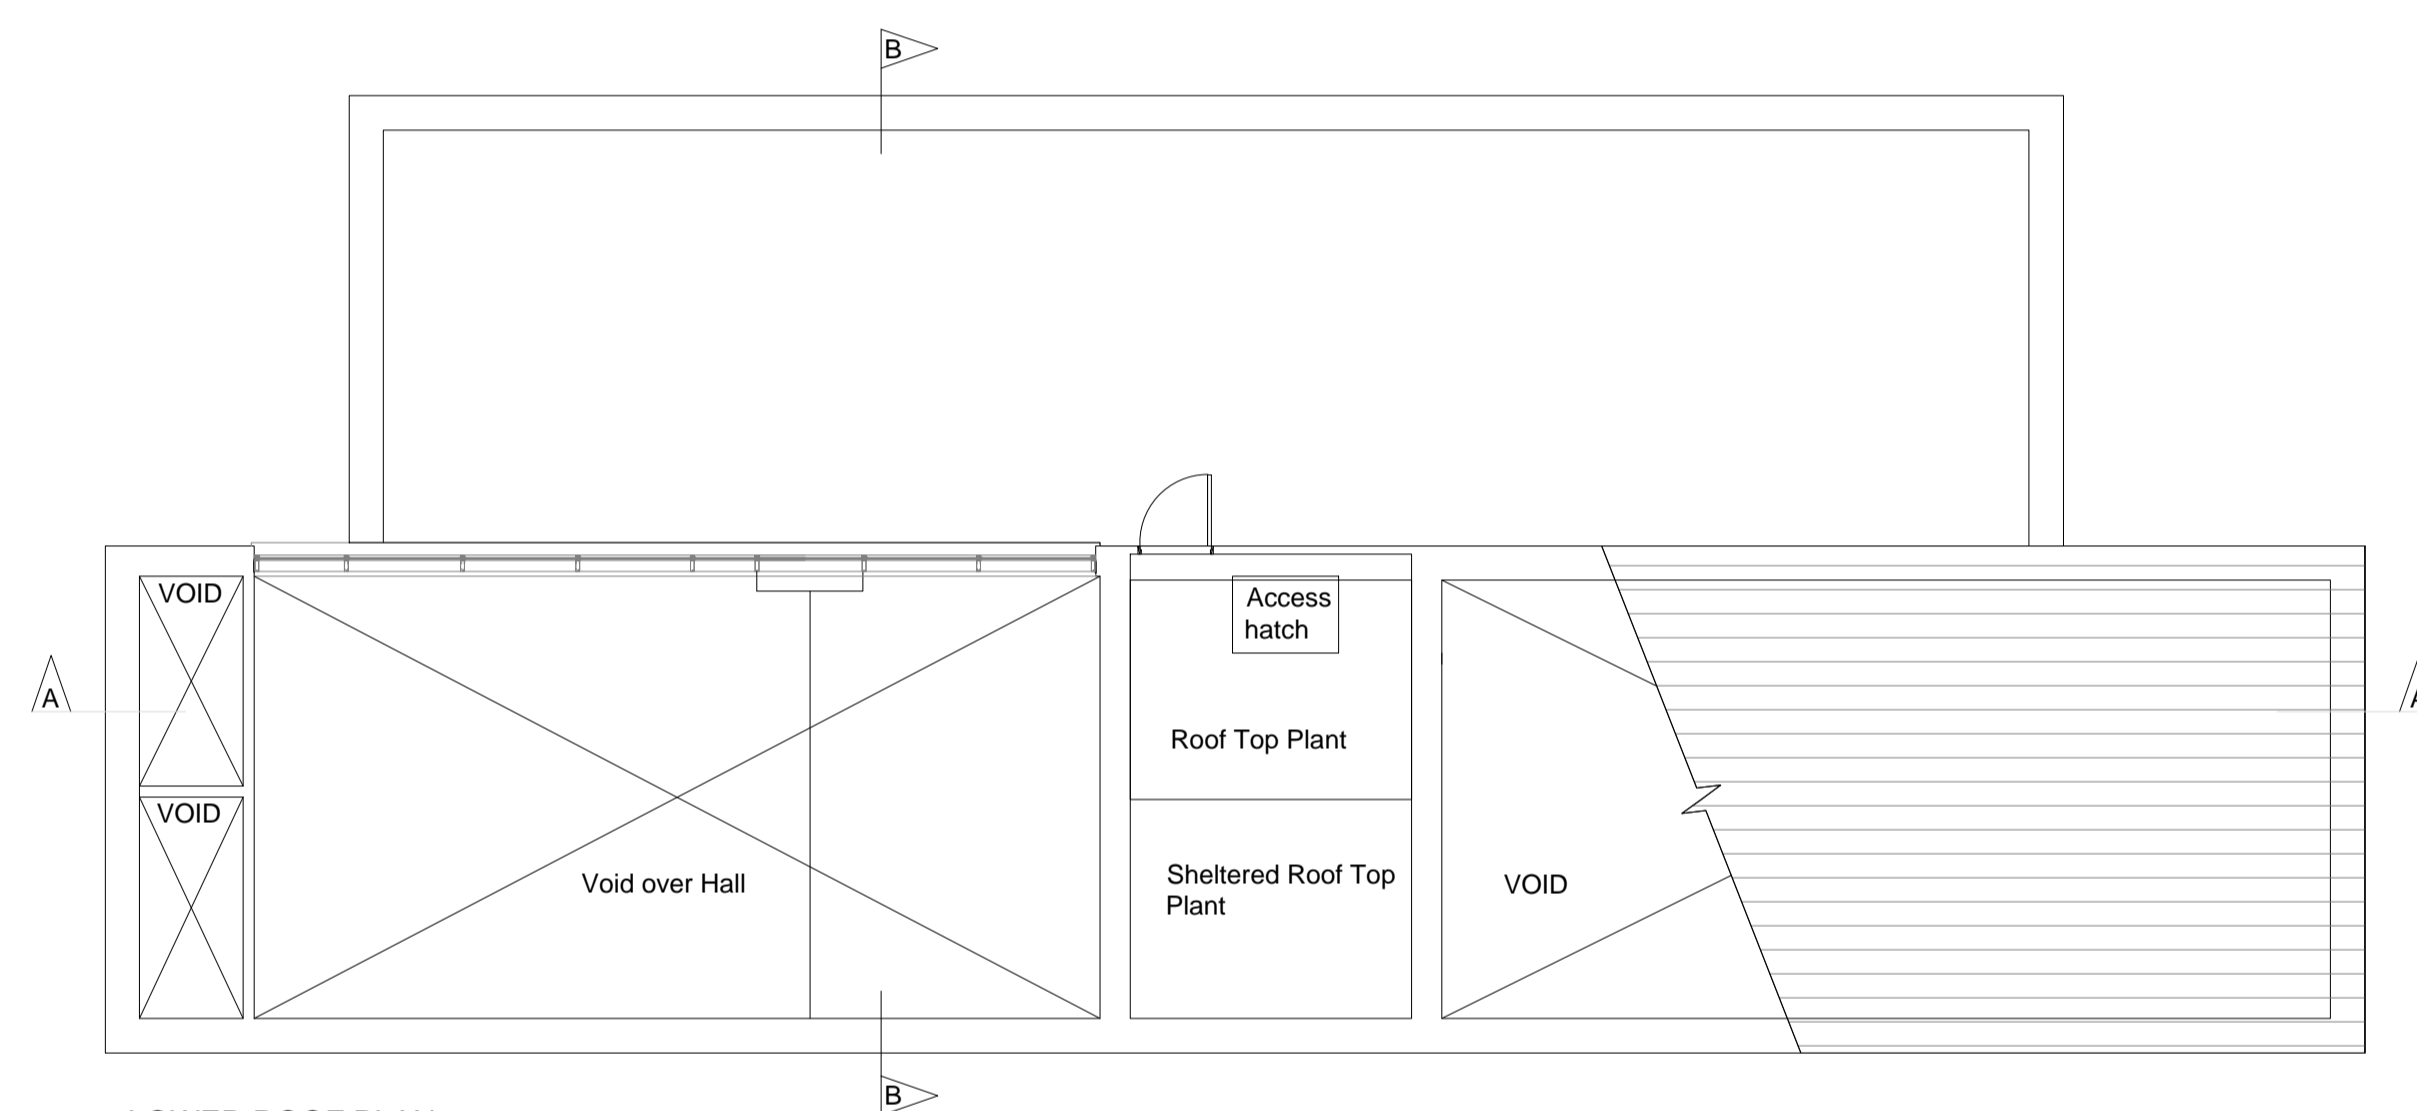 B
VOID
Access
hatch
A
Roof Top Plant
VOID
Sheltered Roof Top
Plant
Void over Hall
VOID
B